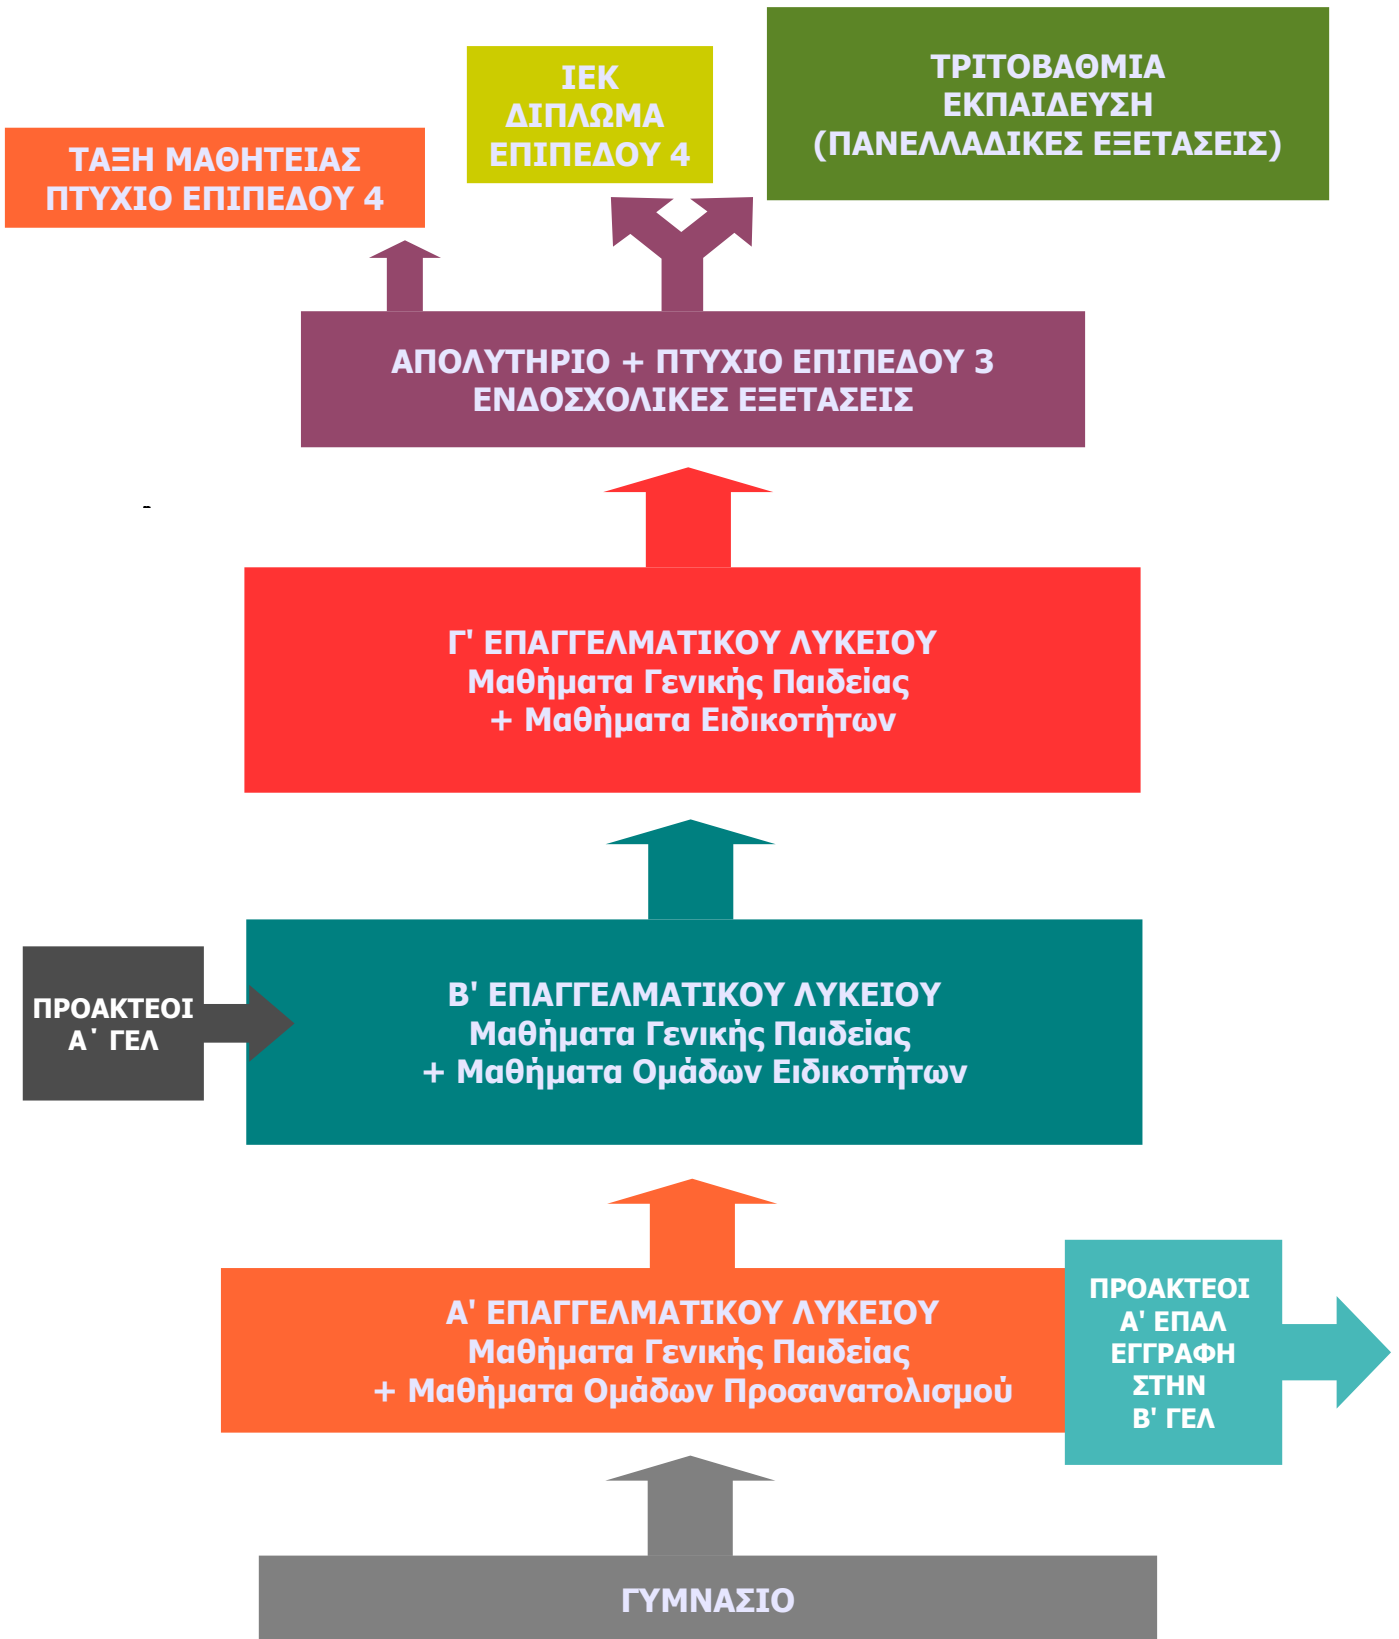 ΙΕΚ
ΔΙΠΛΩΜΑ
ΕΠΙΠΕΔΟΥ 4
ΤΡΙΤΟΒΑΘΜΙΑ
ΕΚΠΑΙΔΕΥΣΗ
(ΠΑΝΕΛΛΑΔΙΚΕΣ ΕΞΕΤΑΣΕΙΣ)
ΤΑΞΗ ΜΑΘΗΤΕΙΑΣ
ΠΤΥΧΙΟ ΕΠΙΠΕΔΟΥ 4
ΑΠΟΛΥΤΗΡΙΟ + ΠΤΥΧΙΟ ΕΠΙΠΕΔΟΥ 3
ΕΝΔΟΣΧΟΛΙΚΕΣ ΕΞΕΤΑΣΕΙΣ
Γ' ΕΠΑΓΓΕΛΜΑΤΙΚΟΥ ΛΥΚΕΙΟΥ
Μαθήματα Γενικής Παιδείας
+ Μαθήματα Ειδικοτήτων
ΠΡΟΑΚΤΕΟΙ
Α΄ ΓΕΛ
Β' ΕΠΑΓΓΕΛΜΑΤΙΚΟΥ ΛΥΚΕΙΟΥ
Μαθήματα Γενικής Παιδείας
+ Μαθήματα Ομάδων Ειδικοτήτων
Α' ΕΠΑΓΓΕΛΜΑΤΙΚΟΥ ΛΥΚΕΙΟΥ
Μαθήματα Γενικής Παιδείας
+ Μαθήματα Ομάδων Προσανατολισμού
ΠΡΟΑΚΤΕΟΙ
Α' ΕΠΑΛ
ΕΓΓΡΑΦΗ
ΣΤΗΝ
Β' ΓΕΛ
ΓΥΜΝΑΣΙΟ